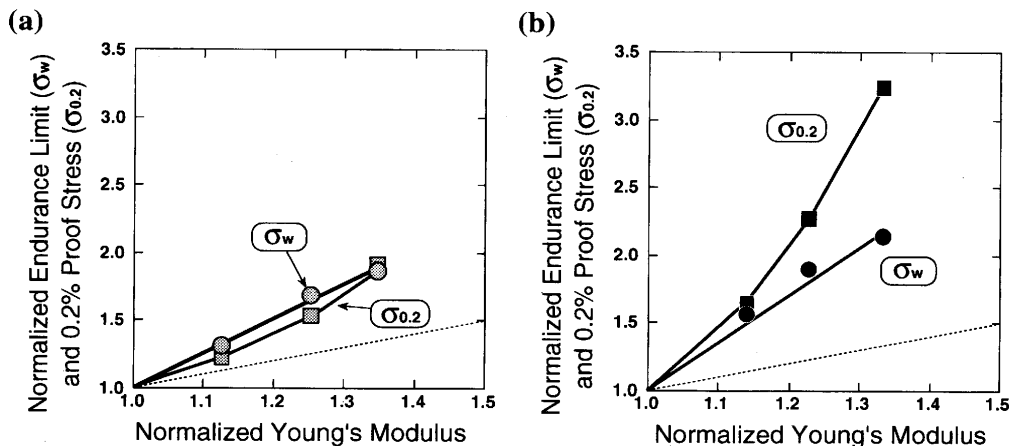 (a)
Normalized Endurance Limit (σw)
and 0.2% Proof Stress (σ0.2)
3.5
3.0
2.5
2.0
1.5
1.0
σw
σ0.2
1.0 1.1 1.2 1.3 1.4 1.5
Normalized Young's Modulus
(b)
Normalized Endurance Limit (σw)
and 0.2% Proof Stress (σ0.2)
3.5
3.0
2.5
2.0
1.5
1.0
σ0.2
σw
1.0 1.1 1.2 1.3 1.4 1.5
Normalized Young's Modulus